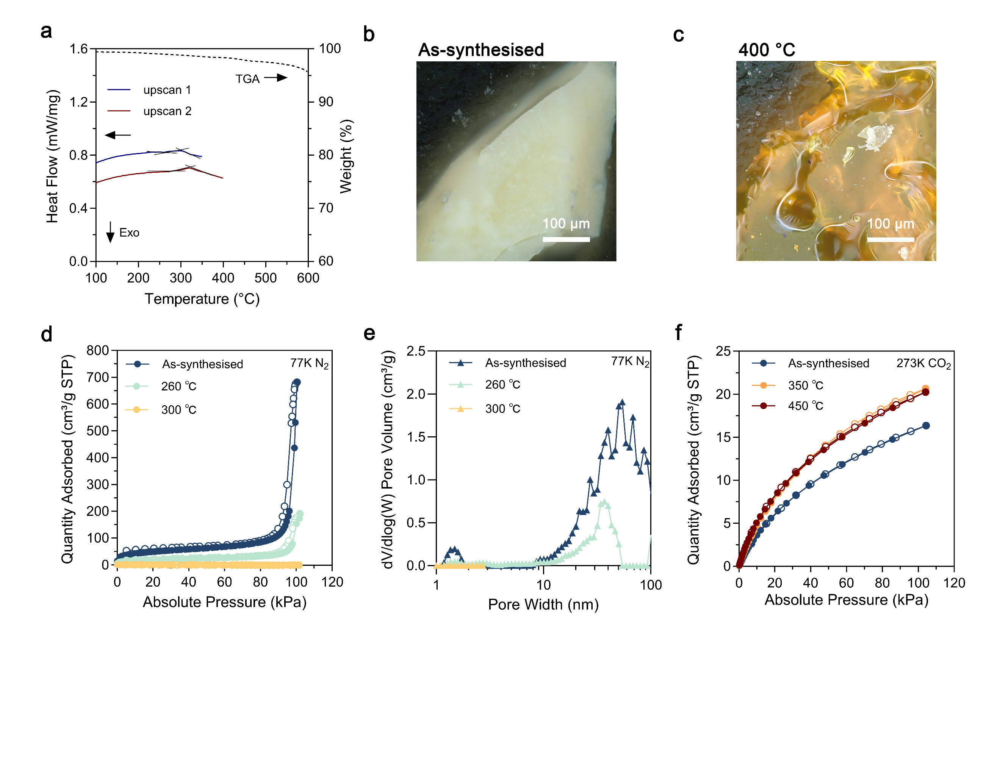 a
1.6
1.2
0.8
0.4
0.0
100
90
80
70
60
TGA
upscan 1
upscan 2
Exo
100 200 300 400 500 600
Heat Flow (mW/mg)
Weight (%)
Temperature (°C)
b
As-synthesised
100 µm
c
400 °C
100 µm
d
800
700
600
500
400
300
200
100
0
As-synthesised
260 °C
300 °C
77K N₂
0 20 40 60 80 100 120
Quantity Adsorbed (cm³/g STP)
Absolute Pressure (kPa)
e
2.5
2.0
1.5
1.0
0.5
0.0
As-synthesised
260 °C
300 °C
77K N₂
1 10 100
dV/dlog(W) Pore Volume (cm³/g)
Pore Width (nm)
f
25
20
15
10
5
0
As-synthesised
350 °C
450 °C
273K CO₂
0 20 40 60 80 100 120
Quantity Adsorbed (cm³/g STP)
Absolute Pressure (kPa)